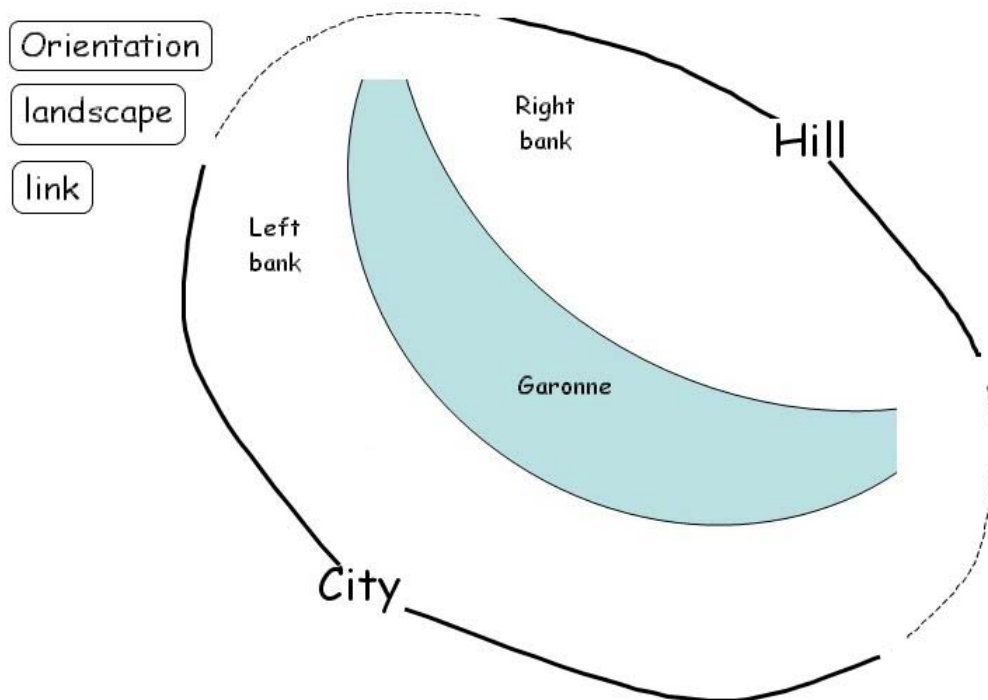 Orientation
landscape
link
Right
bank
Hill
Left
bank
Garonne
City